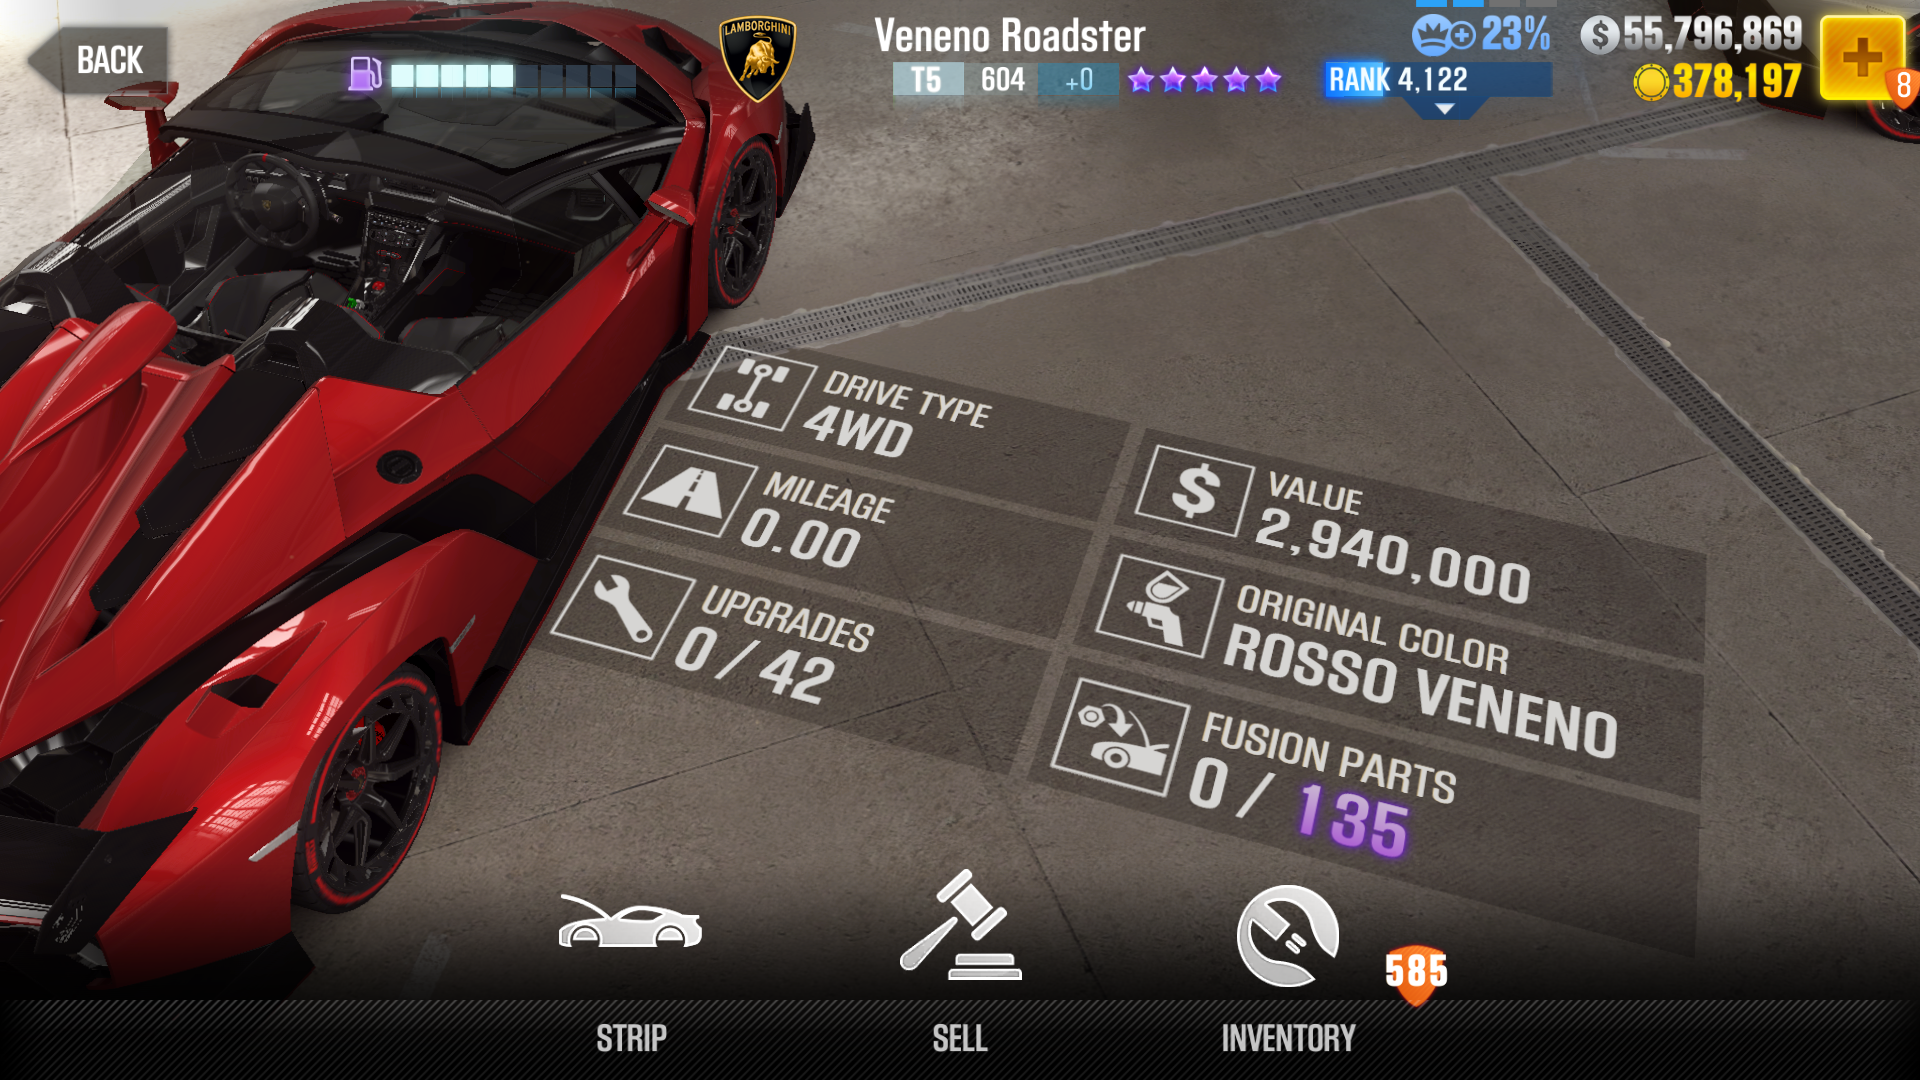 BACK
LAMBORGHINI
Veneno Roadster
T5 604 +0
23%
RANK 4,122
55,796,869
378,197
8
DRIVE TYPE
4WD
MILEAGE
0.00
UPGRADES
0 / 42
VALUE
2,940,000
ORIGINAL COLOR
ROSSO VENENO
FUSION PARTS
0 / 135
585
STRIP
SELL
INVENTORY